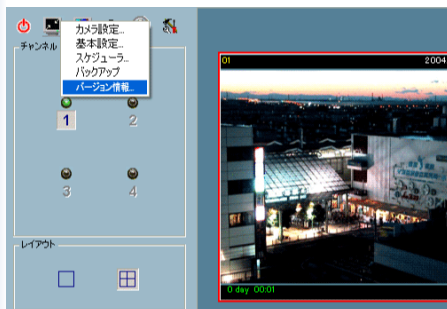 カメラ設定...
基本設定...
スケジューラ...
バックアップ
バージョン情報...
チャンネル
1
2
3
4
レイアウト
01
2004
0 day 00:01